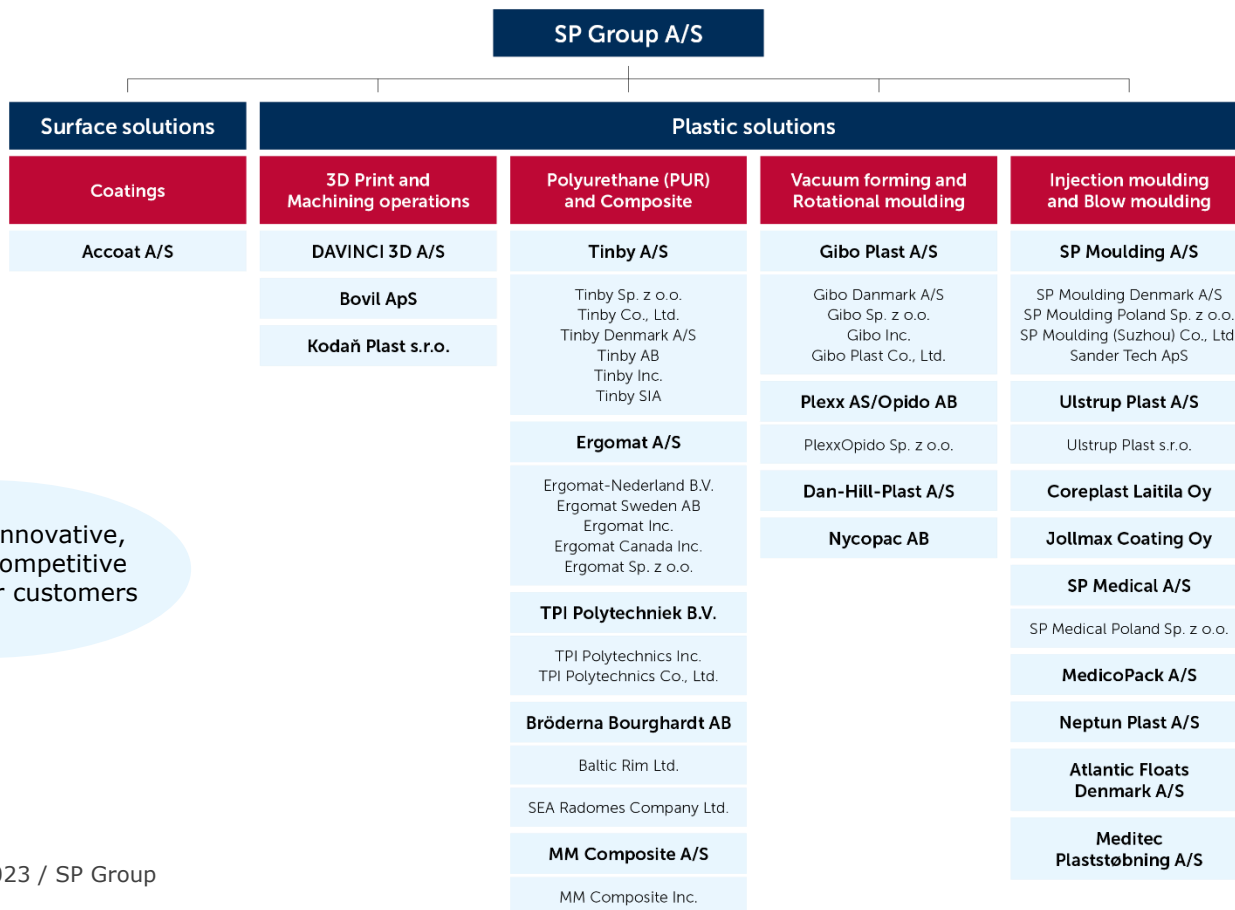 SP Group A/S
Surface solutions
Plastic solutions
Coatings
Accoat A/S
3D Print and
Machining operations
DAVINCI 3D A/S
Bovil ApS
Kodaň Plast s.r.o.
Polyurethane (PUR)
and Composite
Tinby A/S
Tinby Sp. z o.o.
Tinby Co., Ltd.
Tinby Denmark A/S
Tinby AB
Tinby Inc.
Tinby SIA
Ergomat A/S
Ergomat-Nederland B.V.
Ergomat Sweden AB
Ergomat Inc.
Ergomat Canada Inc.
Ergomat Sp. z o.o.
TPI Polytechniek B.V.
TPI Polytechnics Inc.
TPI Polytechnics Co., Ltd.
Bröderna Bourghardt AB
Baltic Rim Ltd.
SEA Radomes Company Ltd.
MM Composite A/S
MM Composite Inc.
Vacuum forming and
Rotational moulding
Gibo Plast A/S
Gibo Danmark A/S
Gibo Sp. z o.o.
Gibo Inc.
Gibo Plast Co., Ltd.
Plexx AS/Opido AB
PlexxOpido Sp. z o.o.
Dan-Hill-Plast A/S
Nycopac AB
Injection moulding
and Blow moulding
SP Moulding A/S
SP Moulding Denmark A/S
SP Moulding Poland Sp. z o.o.
SP Moulding (Suzhou) Co., Ltd
Sander Tech ApS
Ulstrup Plast A/S
Ulstrup Plast s.r.o.
Coreplast Laitila Oy
Jollmax Coating Oy
SP Medical A/S
SP Medical Poland Sp. z o.o.
MedicoPack A/S
Neptun Plast A/S
Atlantic Floats
Denmark A/S
Meditec
Plaststøbning A/S
nnovative,
ompetitive
r customers
023 / SP Group